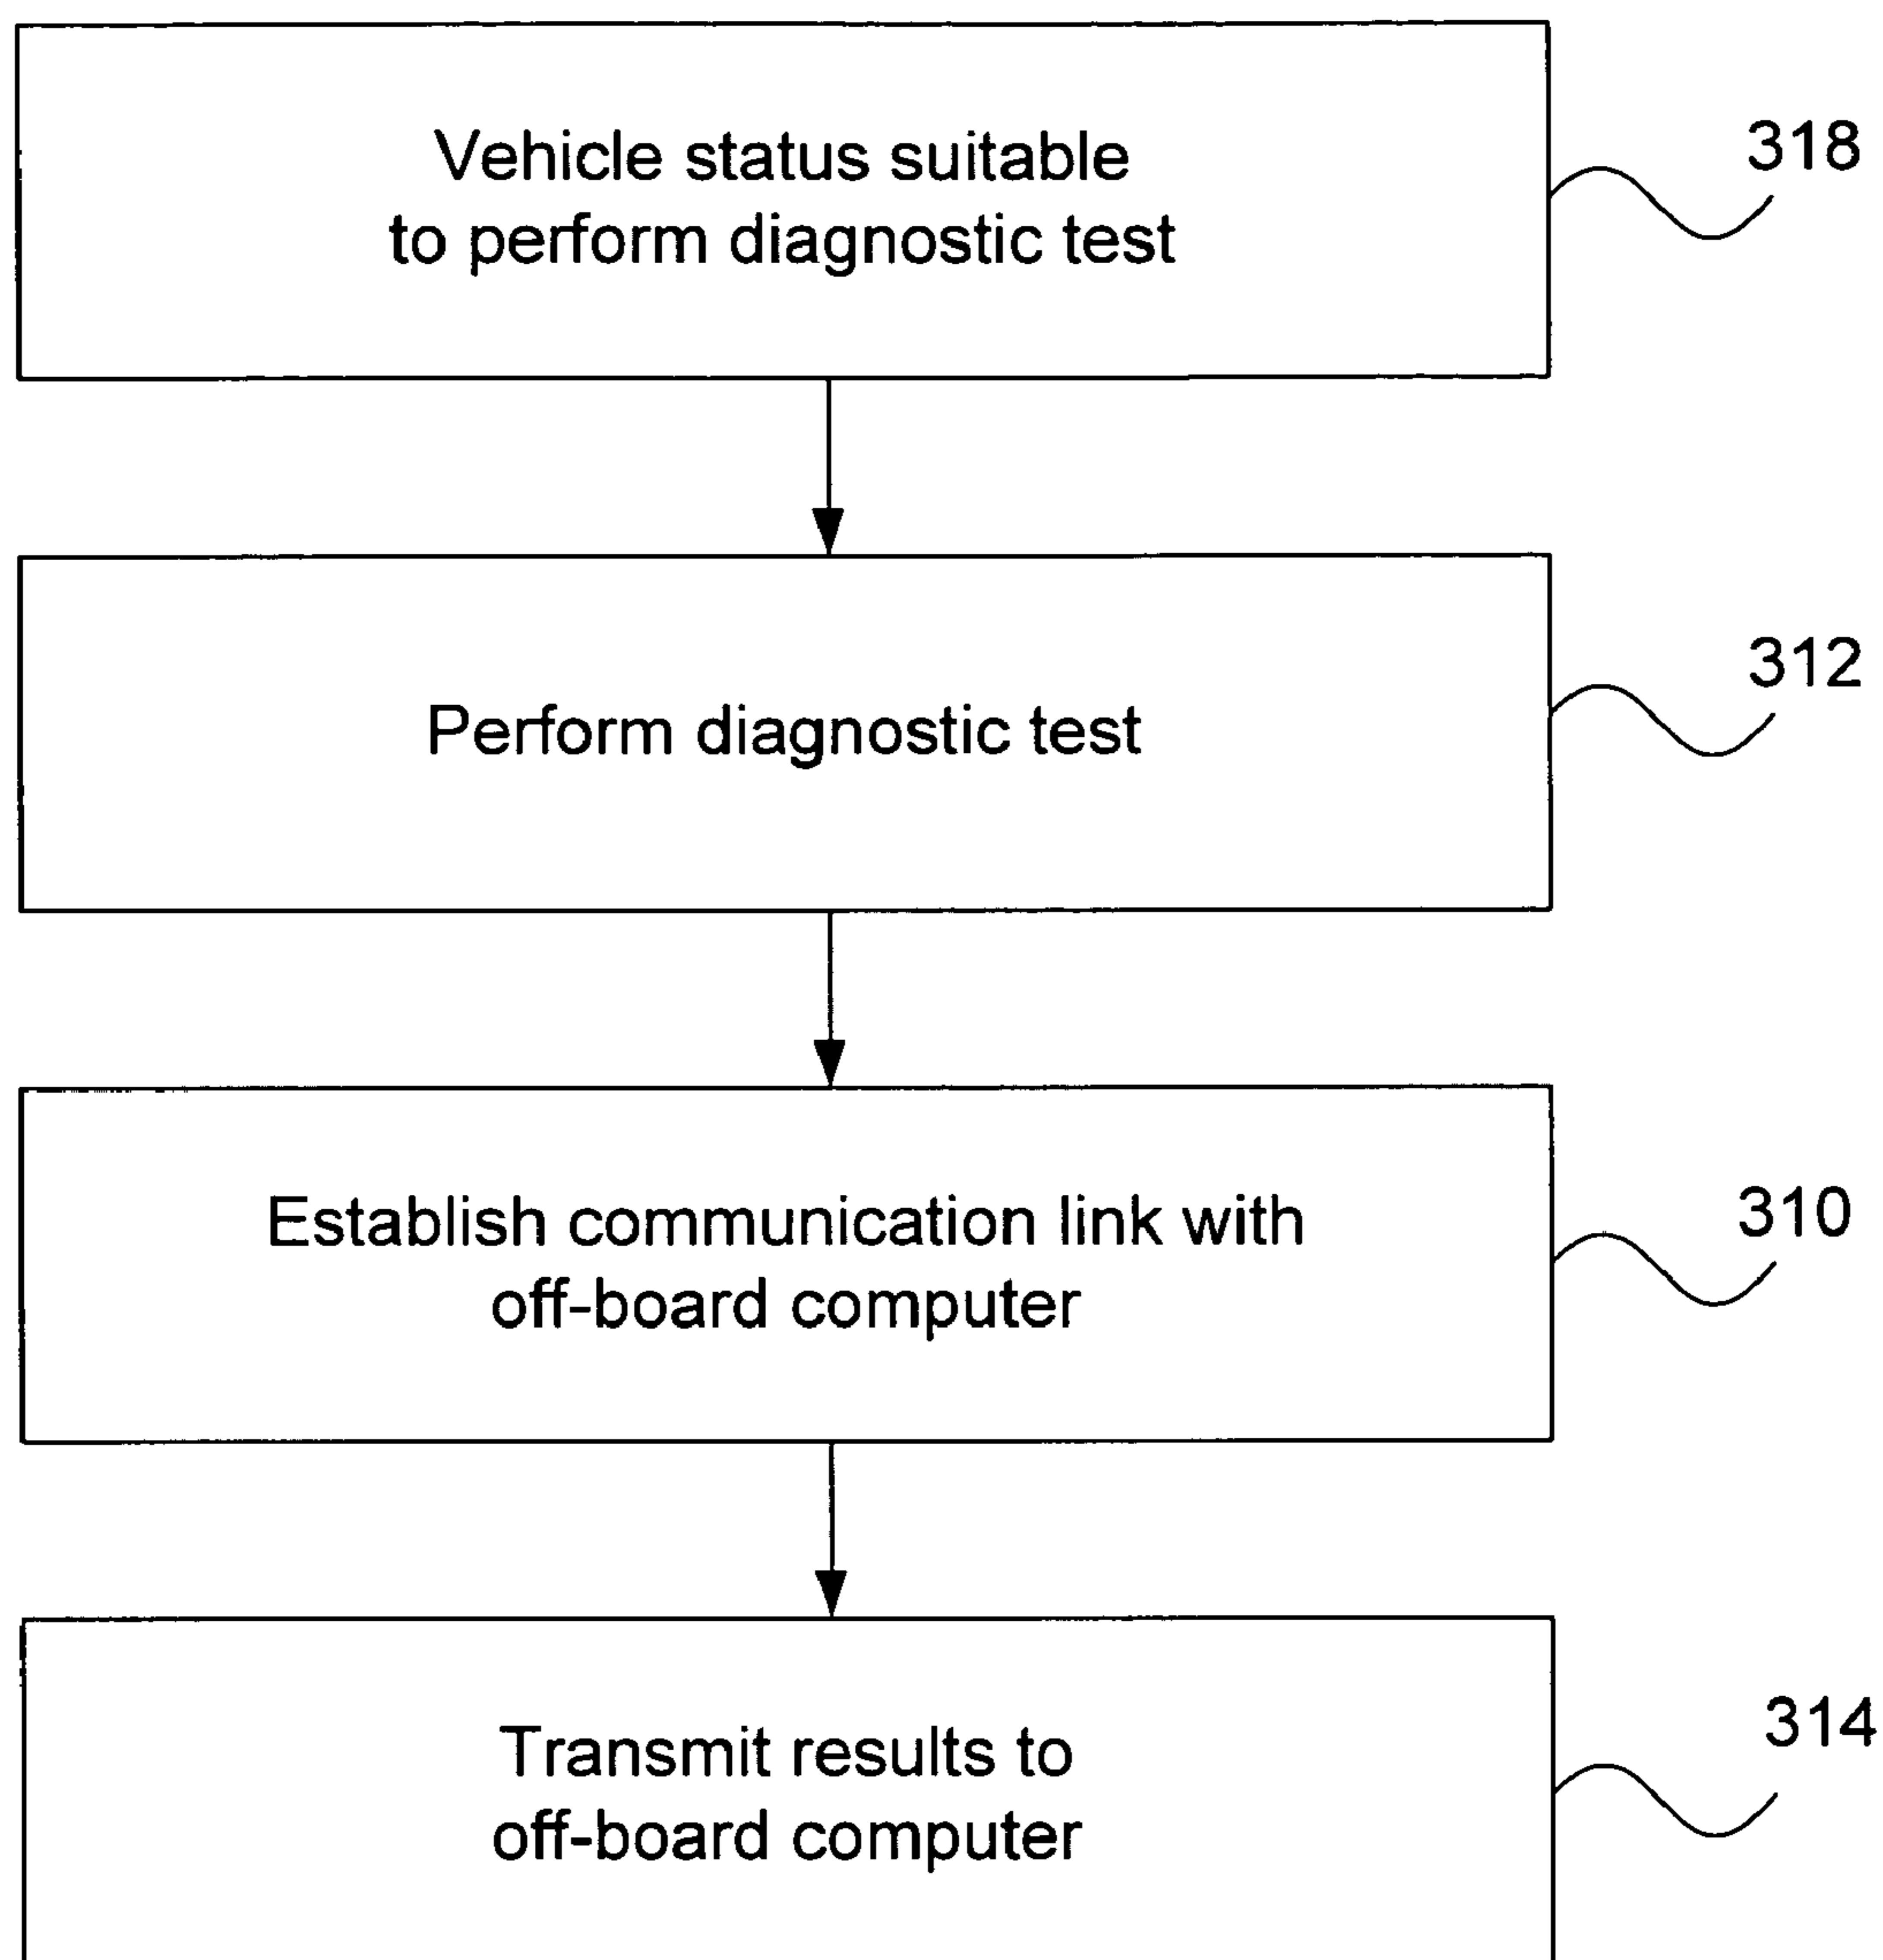 Vehicle status suitable
to perform diagnostic test
318
Perform diagnostic test
312
Establish communication link with
off-board computer
310
Transmit results to
off-board computer
314